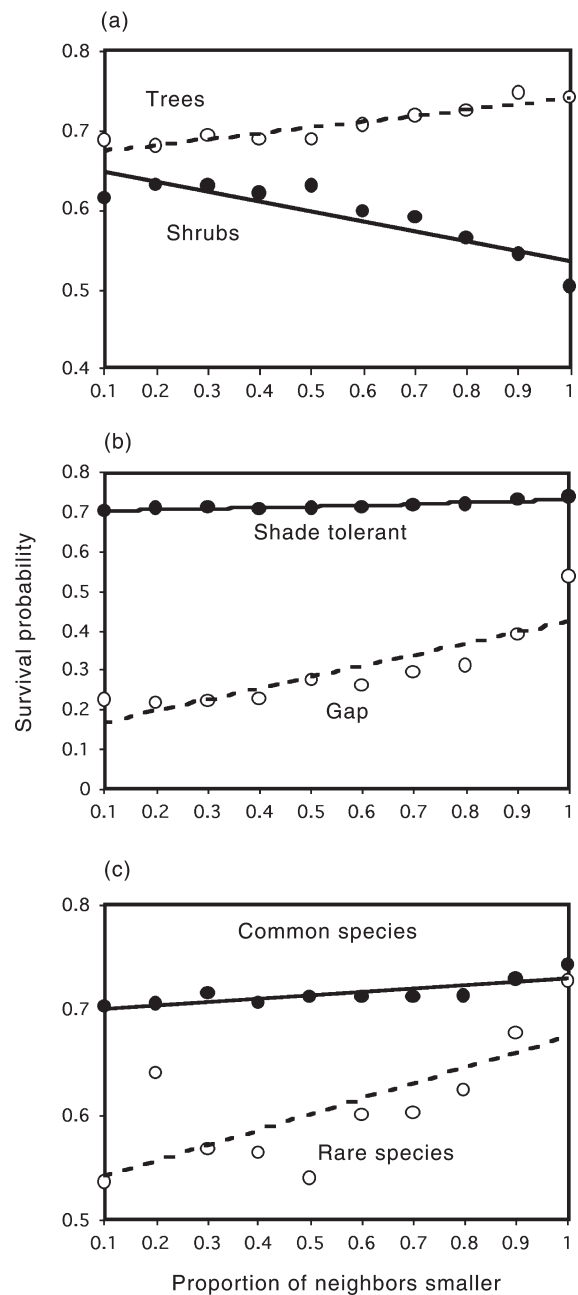 (a)
0.8
0.7
0.6
0.5
0.4
Trees
Shrubs
0.1 0.2 0.3 0.4 0.5 0.6 0.7 0.8 0.9 1
(b)
0.8
0.7
0.6
0.5
0.4
0.3
0.2
0.1
0
Shade tolerant
Gap
0.1 0.2 0.3 0.4 0.5 0.6 0.7 0.8 0.9 1
Survival probability
(c)
0.8
0.7
0.6
0.5
Common species
Rare species
0.1 0.2 0.3 0.4 0.5 0.6 0.7 0.8 0.9 1
Proportion of neighbors smaller